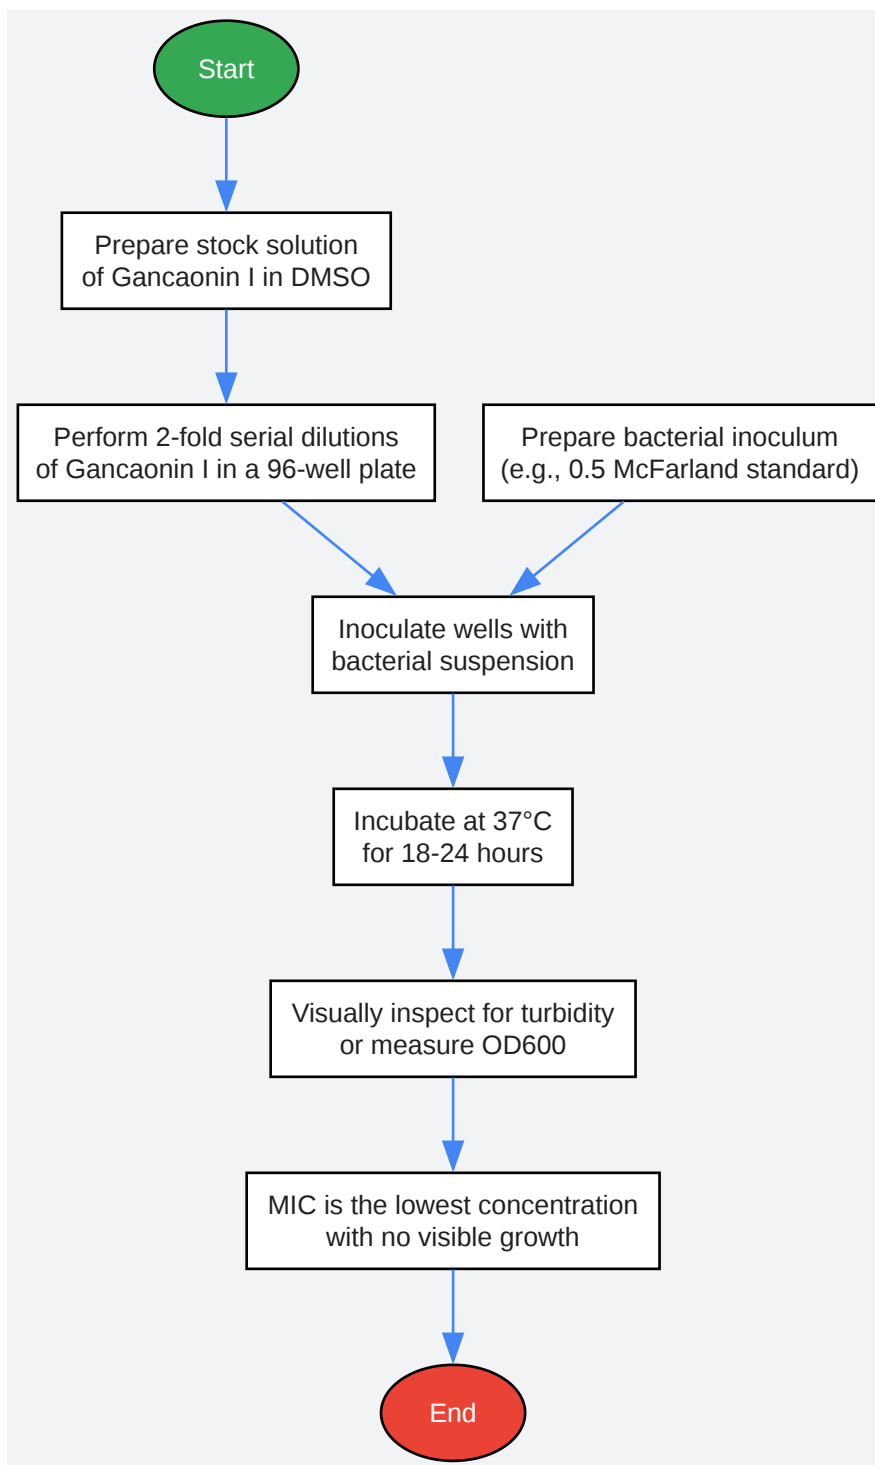 Start
Prepare stock solution
of Gancaonin I in DMSO
Perform 2-fold serial dilutions
of Gancaonin I in a 96-well plate
Prepare bacterial inoculum
(e.g., 0.5 McFarland standard)
Inoculate wells with
bacterial suspension
Incubate at 37°C
for 18-24 hours
Visually inspect for turbidity
or measure OD600
MIC is the lowest concentration
with no visible growth
End